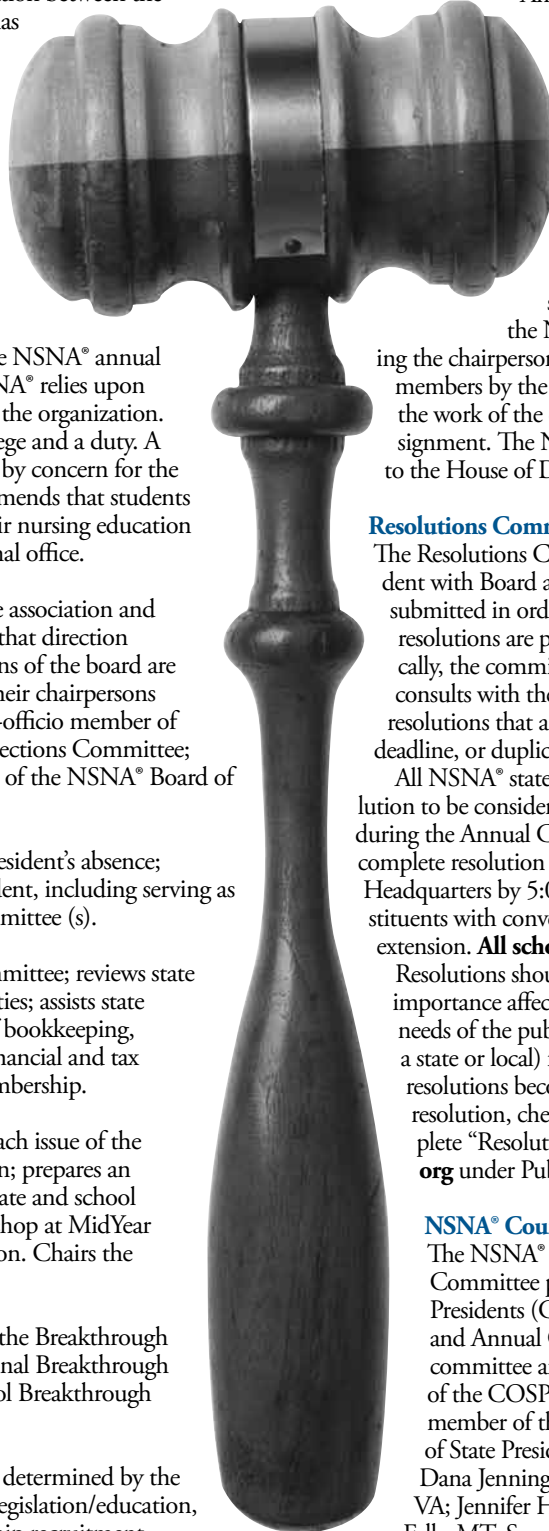 as
e NSNA® annual
NA® relies upon
the organization.
ege and a duty. A
by concern for the
mends that students
ir nursing education
nal office.
e association and
that direction
ns of the board are
heir chairpersons
-officio member of
ections Committee;
of the NSNA® Board of
esident's absence;
lent, including serving as
mittee (s).
mmittee; reviews state
ties; assists state
f bookkeeping,
nancial and tax
mbership.
ach issue of the
n; prepares an
ate and school
shop at MidYear
on. Chairs the
the Breakthrough
nal Breakthrough
ol Breakthrough
determined by the
egislation/education,
the N
ing the chairperson
members by the
the work of the
signment. The N
to the House of D
Resolutions Comm
The Resolutions C
dent with Board a
submitted in ord
resolutions are p
cally, the commi
consults with the
resolutions that a
deadline, or duplic
All NSNA® state
lution to be consider
during the Annual C
complete resolution
Headquarters by 5:0
stituents with conve
extension. All scho
Resolutions shou
importance affec
needs of the pub
a state or local)
resolutions beco
resolution, che
plete “Resolut
org under Pub
NSNA® Cou
The NSNA®
Committee p
Presidents (C
and Annual C
committee a
of the COSP
member of th
of State Presid
Dana Jenning
VA; Jennifer H